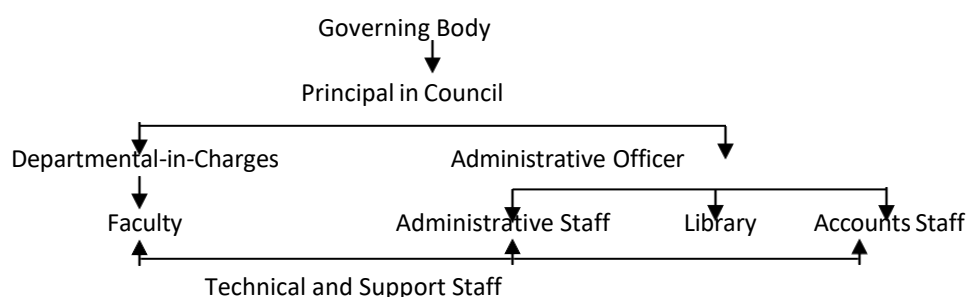 Governing Body
Principal in Council
Departmental-in-Charges Administrative Officer
Faculty Administrative Staff Library Accounts Staff
Technical and Support Staff